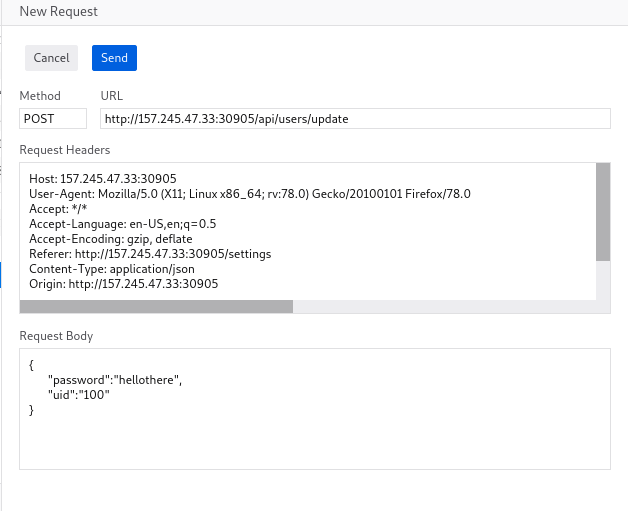 New Request
Cancel Send
Method URL
POST http://157.245.47.33:30905/api/users/update
Request Headers
Host: 157.245.47.33:30905
User-Agent: Mozilla/5.0 (X11; Linux x86_64; rv:78.0) Gecko/20100101 Firefox/78.0
Accept: */*
Accept-Language: en-US,en;q=0.5
Accept-Encoding: gzip, deflate
Referer: http://157.245.47.33:30905/settings
Content-Type: application/json
Origin: http://157.245.47.33:30905
Request Body
{
"password":"hellothere",
"uid":"100"
}